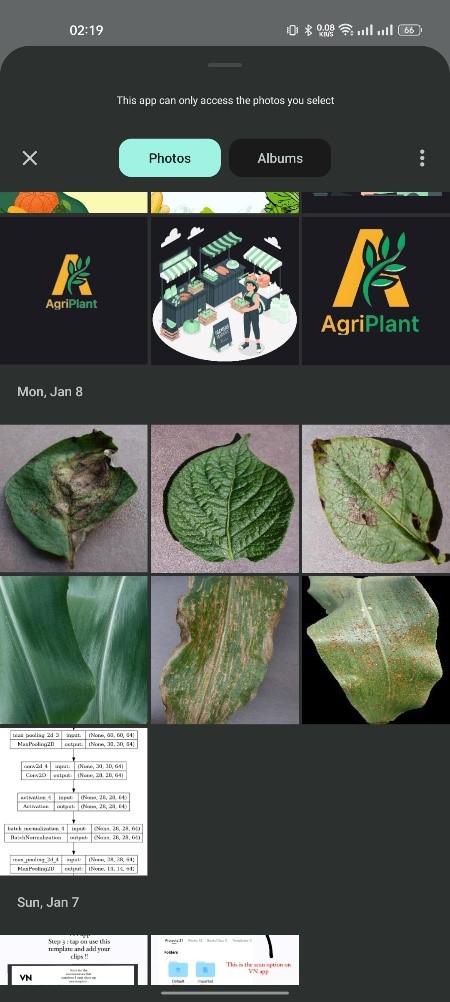 02:19
0.08
KB/S
66
This app can only access the photos you select
Photos
Albums
AgriPlant
AgriPlant
Mon, Jan 8
max_pooling_2d_3 input: (None, 60, 60, 64)
MaxPooling2D output: (None, 30, 30, 64)
conv2d_4 input: (None, 30, 30, 64)
Conv2D output: (None, 28, 28, 64)
activation_4 input: (None, 28, 28, 64)
Activation output: (None, 28, 28, 64)
batch_normalization_4 input: (None, 28, 28, 64)
BatchNormalization output: (None, 28, 28, 64)
max_pooling_2d_4 input: (None, 28, 28, 64)
MaxPooling2D output: (None, 14, 14, 64)
Sun, Jan 7
Step 3 : tap on use this
template and add your
clips !!
VN
Folders
Default
Imported
This is the scan option on
VN app